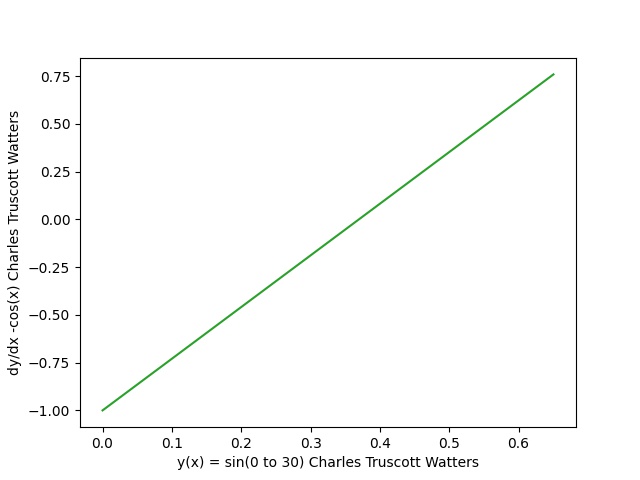 0.75
0.50
0.25
0.00
−0.25
−0.50
−0.75
−1.00
dy/dx -cos(x) Charles Truscott Watters
0.0 0.1 0.2 0.3 0.4 0.5 0.6
y(x) = sin(0 to 30) Charles Truscott Watters